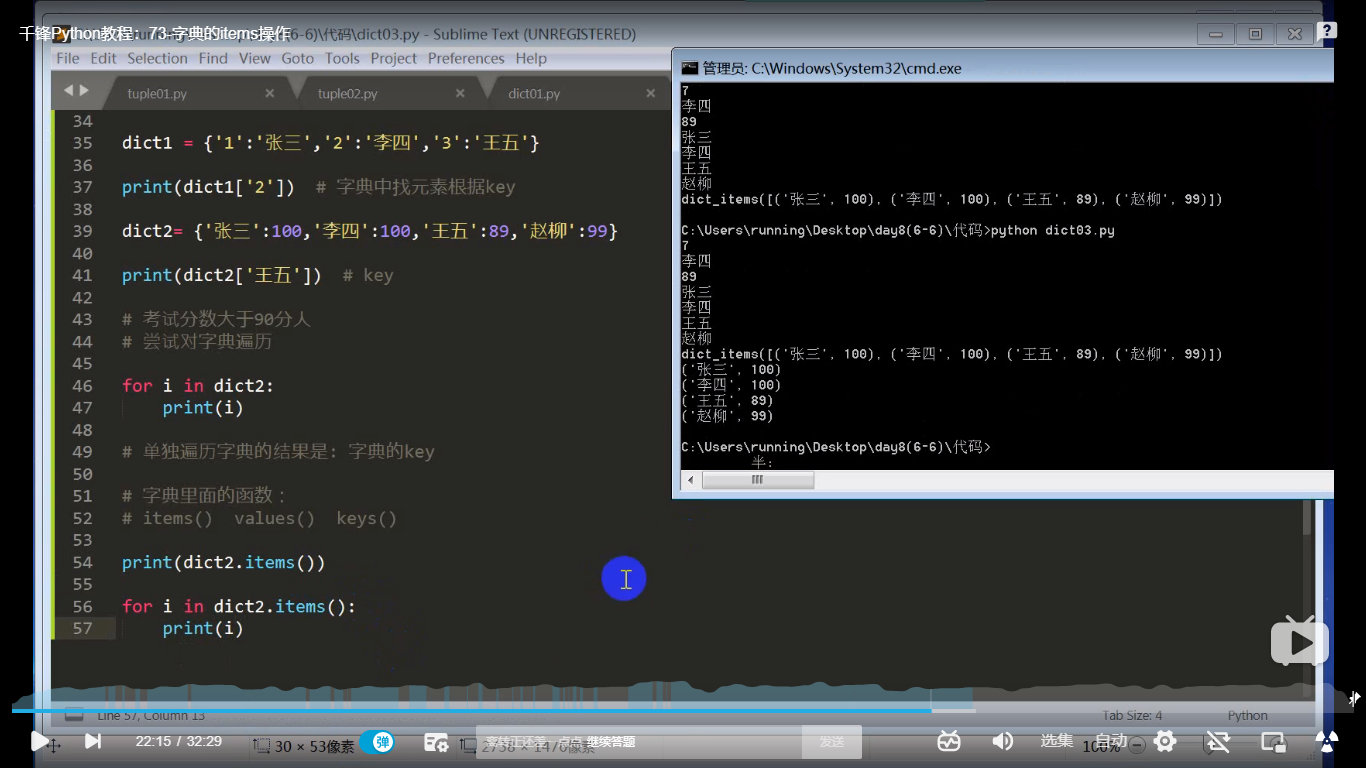 千锋Python教程：73-字典的items操作
(6-6)\代码\dict03.py - Sublime Text (UNREGISTERED)
File Edit Selection Find View Goto Tools Project Preferences Help
tuple01.py tuple02.py dict01.py
34
35 dict1 = {'1':'张三','2':'李四','3':'王五'}
36
37 print(dict1['2']) # 字典中找元素根据key
38
39 dict2= {'张三':100,'李四':100,'王五':89,'赵柳':99}
40
41 print(dict2['王五']) # key
42
43 # 考试分数大于90分人
44 # 尝试对字典遍历
45
46 for i in dict2:
47 print(i)
48
49 # 单独遍历字典的结果是: 字典的key
50
51 # 字典里面的函数：
52 # items() values() keys()
53
54 print(dict2.items())
55
56 for i in dict2.items():
57 print(i)
管理员: C:\Windows\System32\cmd.exe
7
李四
89
张三
李四
王五
赵柳
dict_items([('张三', 100), ('李四', 100), ('王五', 89), ('赵柳', 99)])
C:\Users\running\Desktop\day8(6-6)\代码>python dict03.py
7
李四
89
张三
李四
王五
赵柳
dict_items([('张三', 100), ('李四', 100), ('王五', 89), ('赵柳', 99)])
('张三', 100)
('李四', 100)
('王五', 89)
('赵柳', 99)
C:\Users\running\Desktop\day8(6-6)\代码>
半:
Line 57, Column 13 Tab Size: 4 Python
22:15 / 32:29 30 × 53像素 弹 继续答题 发送 选集 自动 100%